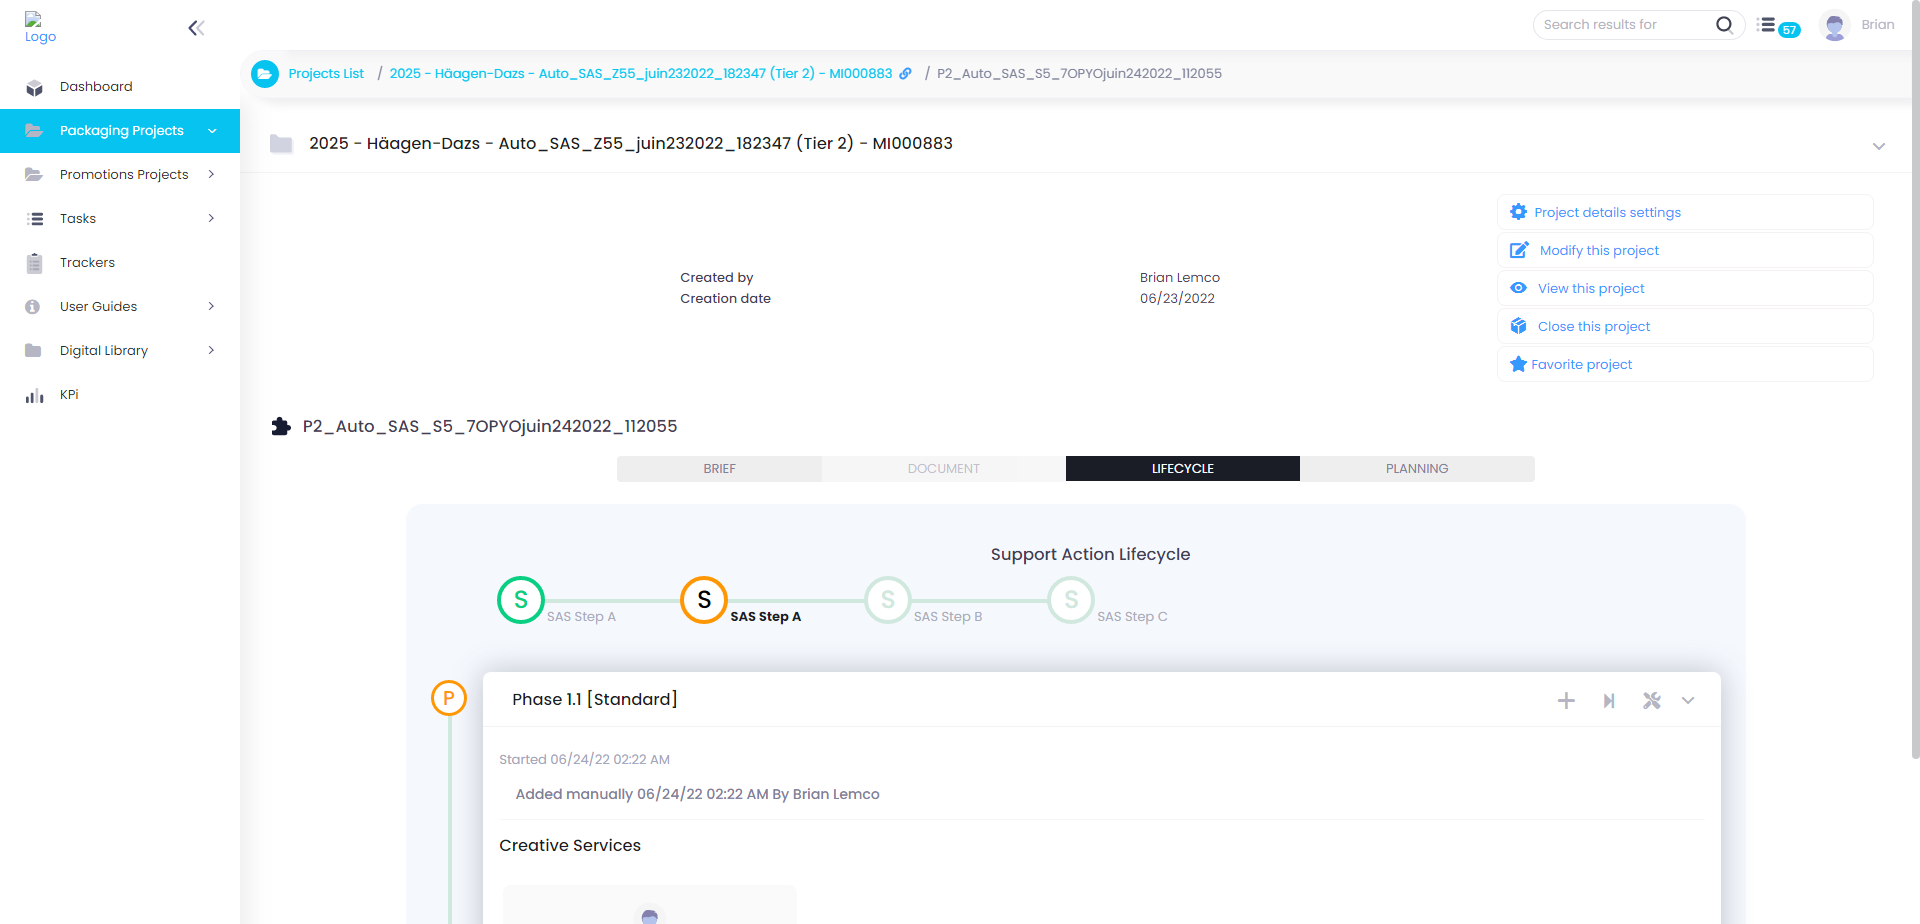 Logo
Search results for
57
Brian
Dashboard
Packaging Projects
Promotions Projects
Tasks
Trackers
User Guides
Digital Library
KPi
Projects List / 2025 - Häagen-Dazs - Auto_SAS_Z55_juin232022_182347 (Tier 2) - MI000883 / P2_Auto_SAS_S5_7OPYOjuin242022_112055
2025 - Häagen-Dazs - Auto_SAS_Z55_juin232022_182347 (Tier 2) - MI000883
Created by Brian Lemco
Creation date 06/23/2022
Project details settings
Modify this project
View this project
Close this project
Favorite project
P2_Auto_SAS_S5_7OPYOjuin242022_112055
BRIEF DOCUMENT LIFECYCLE PLANNING
Support Action Lifecycle
S SAS Step A S SAS Step A S SAS Step B S SAS Step C
P
Phase 1.1 [Standard]
Started 06/24/22 02:22 AM
Added manually 06/24/22 02:22 AM By Brian Lemco
Creative Services